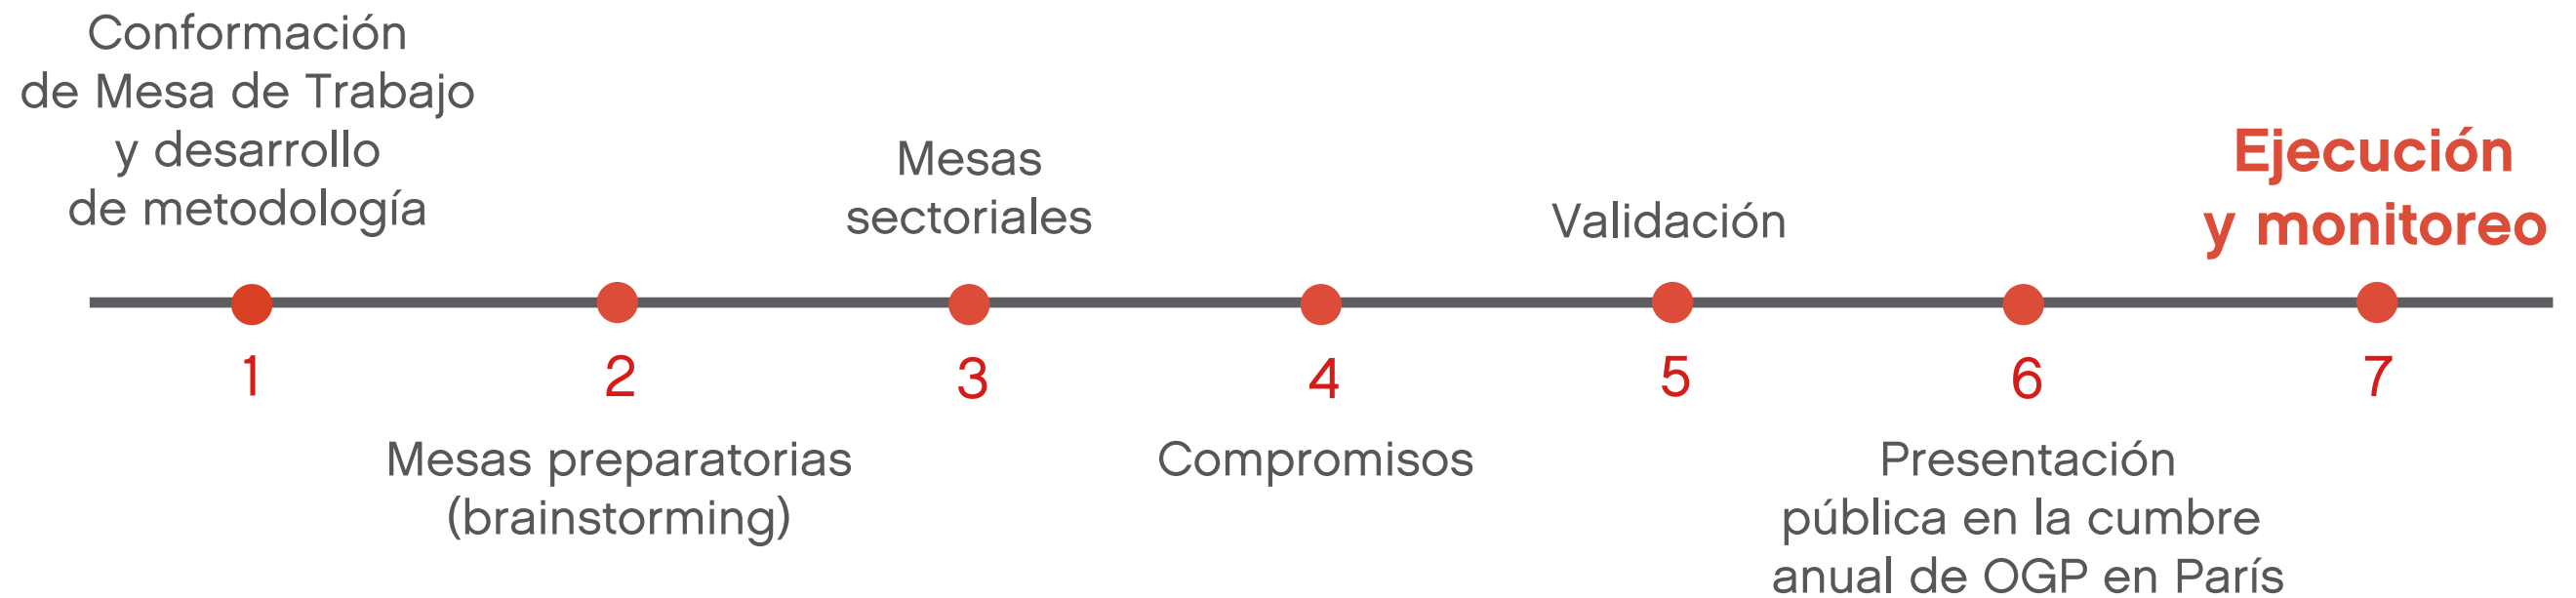 Conformación
de Mesa de Trabajo
y desarrollo
de metodología
1
2
Mesas preparatorias
(brainstorming)
Mesas
sectoriales
3
4
Compromisos
Validación
5
6
Presentación
pública en la cumbre
anual de OGP en París
Ejecución
y monitoreo
7